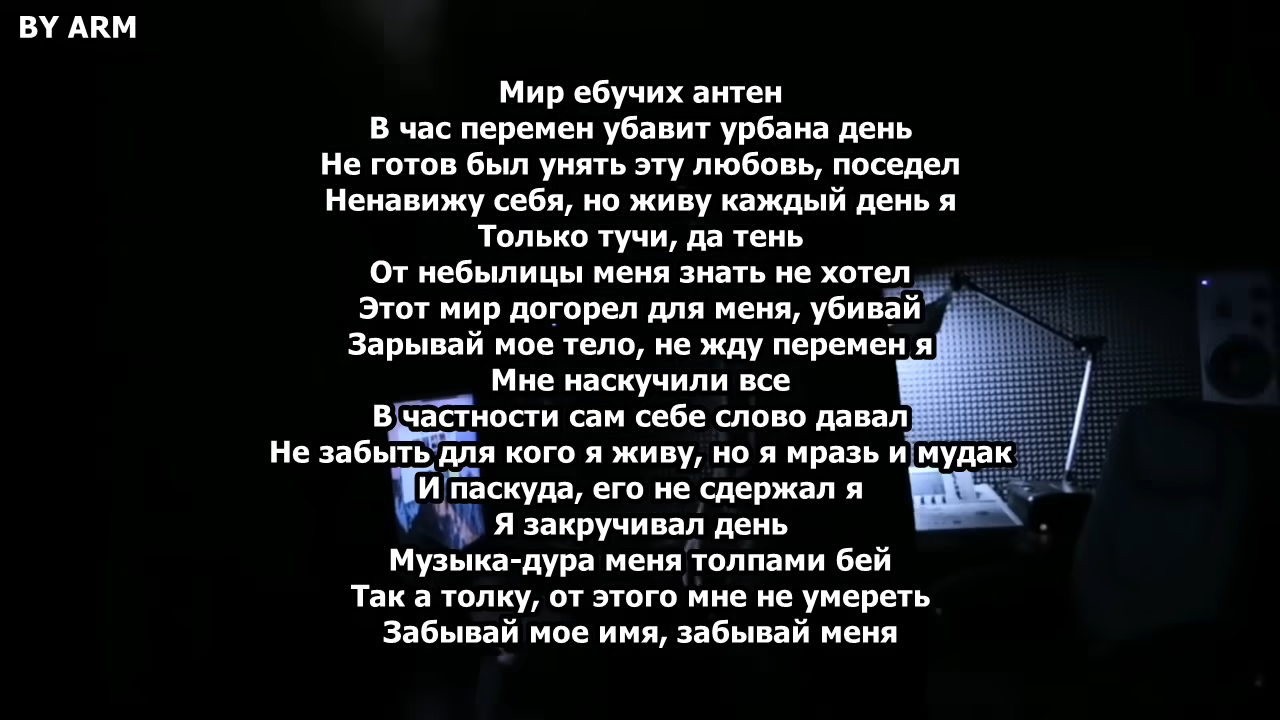 BY ARM
Мир ебучих антен
В час перемен убавит урбана день
Не готов был унять эту любовь, поседел
Ненавижу себя, но живу каждый день я
Только тучи, да тень
От небылицы меня знать не хотел
Этот мир догорел для меня, убивай
Зарывай мое тело, не жду перемен я
Мне наскучили все
В частности сам себе слово давал
Не забыть для кого я живу, но я мразь и мудак
И паскуда, его не сдержал я
Я закручивал день
Музыка-дура меня толпами бей
Так а толку, от этого мне не умереть
Забывай мое имя, забывай меня